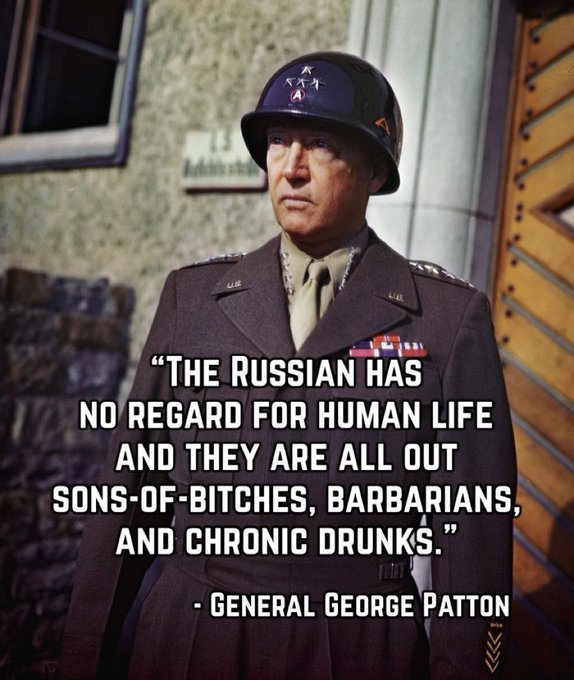 A
U.S.
U.S.
“THE RUSSIAN HAS
NO REGARD FOR HUMAN LIFE
AND THEY ARE ALL OUT
SONS-OF-BITCHES, BARBARIANS,
AND CHRONIC DRUNKS.”
- GENERAL GEORGE PATTON